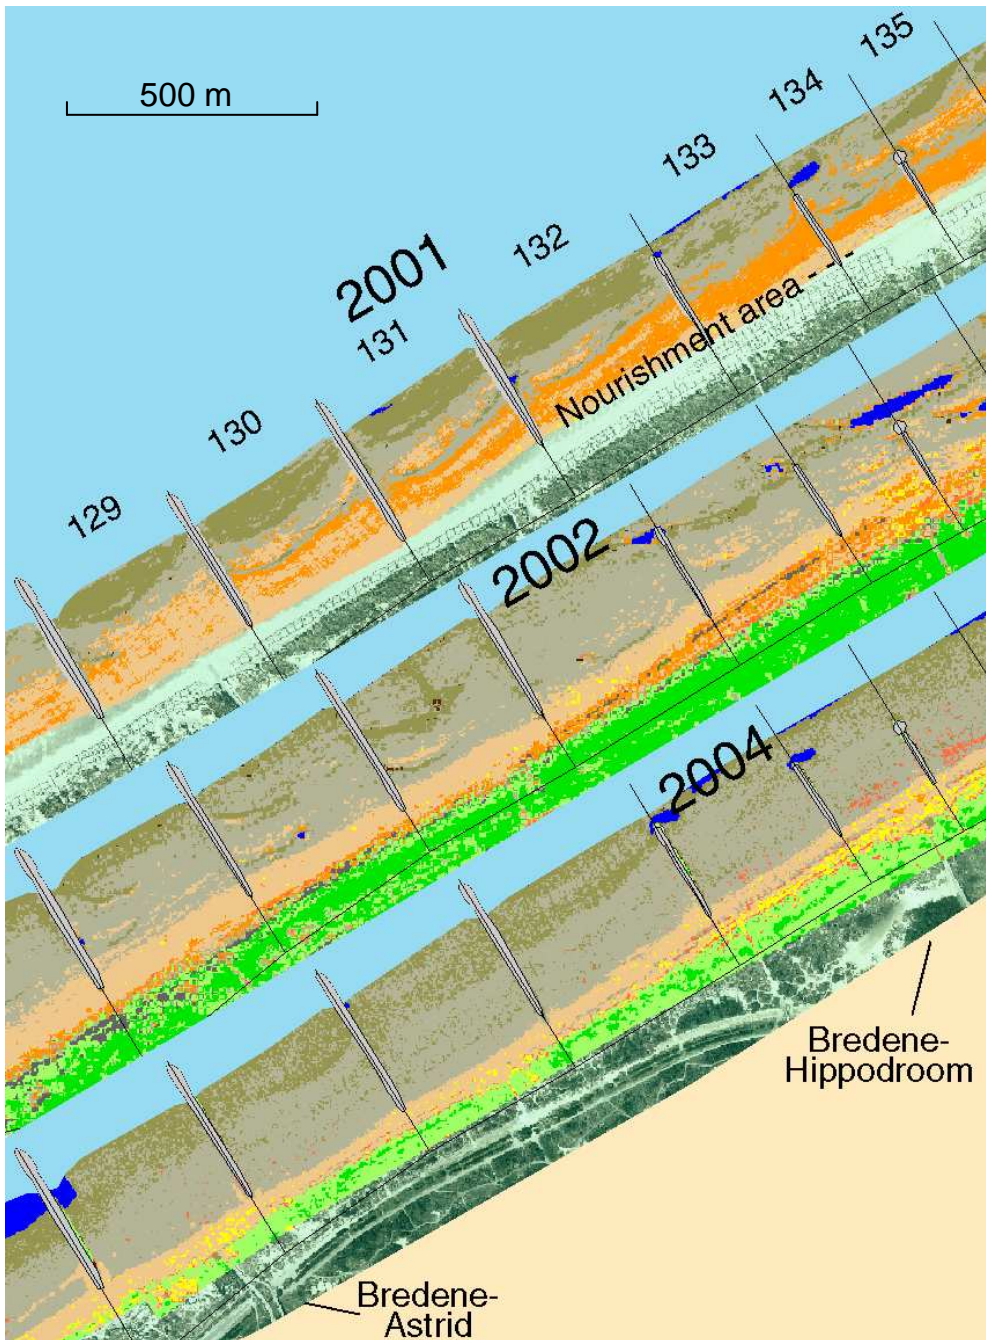 500 m
135
134
133
132
2001
131
130
129
Nourishment area ---
2002
2004
Bredene-
Hippodroom
Bredene-
Astrid